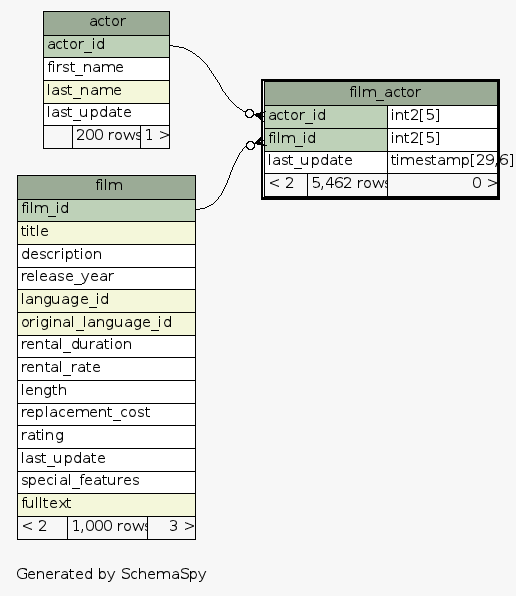 actor
actor_id
first_name
last_name
last_update
200 rows 1 >
film_actor
actor_id int2[5]
film_id int2[5]
last_update timestamp[29,6]
< 2 5,462 rows 0 >
film
film_id
title
description
release_year
language_id
original_language_id
rental_duration
rental_rate
length
replacement_cost
rating
last_update
special_features
fulltext
< 2 1,000 rows 3 >
Generated by SchemaSpy